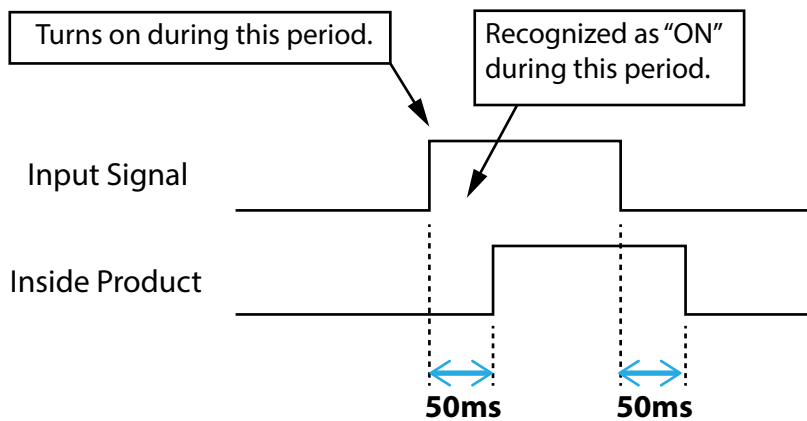 Turns on during this period.
Recognized as “ON”
during this period.
Input Signal
Inside Product
50ms
50ms